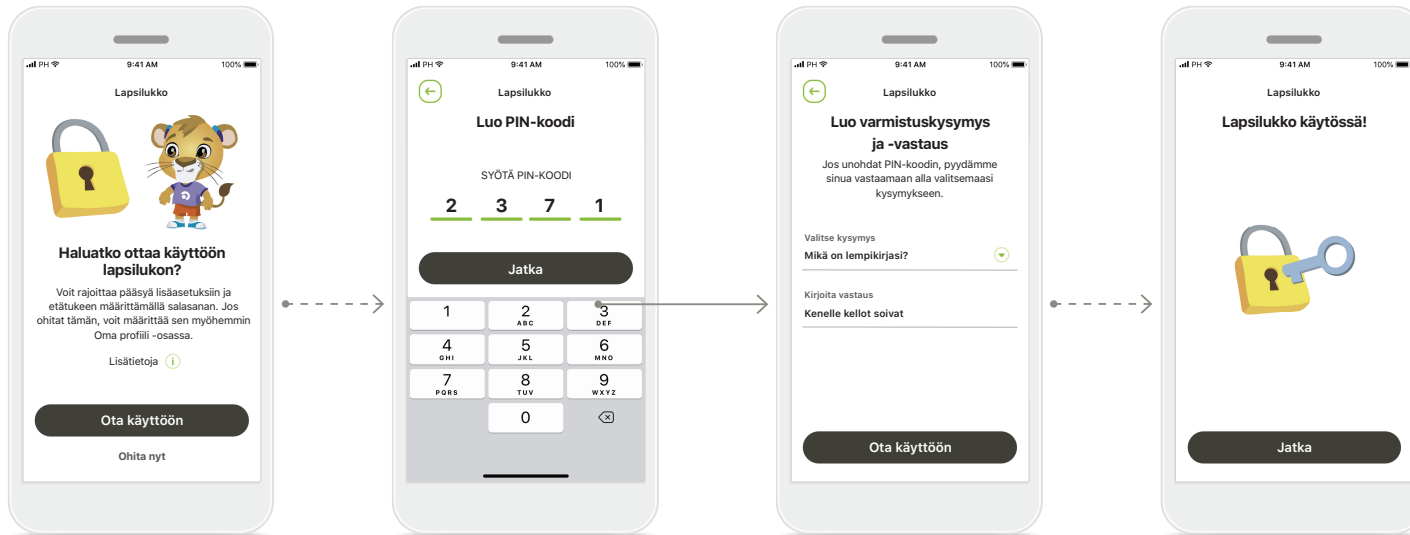 PH
9:41 AM
100%
Lapsilukko
Haluatko ottaa käyttöön
lapsilukon?
Voit rajoittaa pääsyä lisäasetuksiin ja
etätukeen määrittämällä salasanan. Jos
ohitat tämän, voit määrittää sen myöhemmin
Oma profiili -osassa.
Lisätietoja i
Ota käyttöön
Ohita nyt
PH
9:41 AM
100%
Lapsilukko
Luo PIN-koodi
SYÖTÄ PIN-KOODI
2 3 7 1
Jatka
1 2 3
ABC DEF
4 5 6
GHI JKL MNO
7 8 9
PQRS TUV WXYZ
0
PH
9:41 AM
100%
Lapsilukko
Luo varmistuskysymys
ja -vastaus
Jos unohdat PIN-koodin, pyydämme
sinua vastaamaan alla valitsemaasi
kysymykseen.
Valitse kysymys
Mikä on lempikirjasi?
Kirjoita vastaus
Kenelle kellot soivat
Ota käyttöön
PH
9:41 AM
100%
Lapsilukko
Lapsilukko käytössä!
Jatka